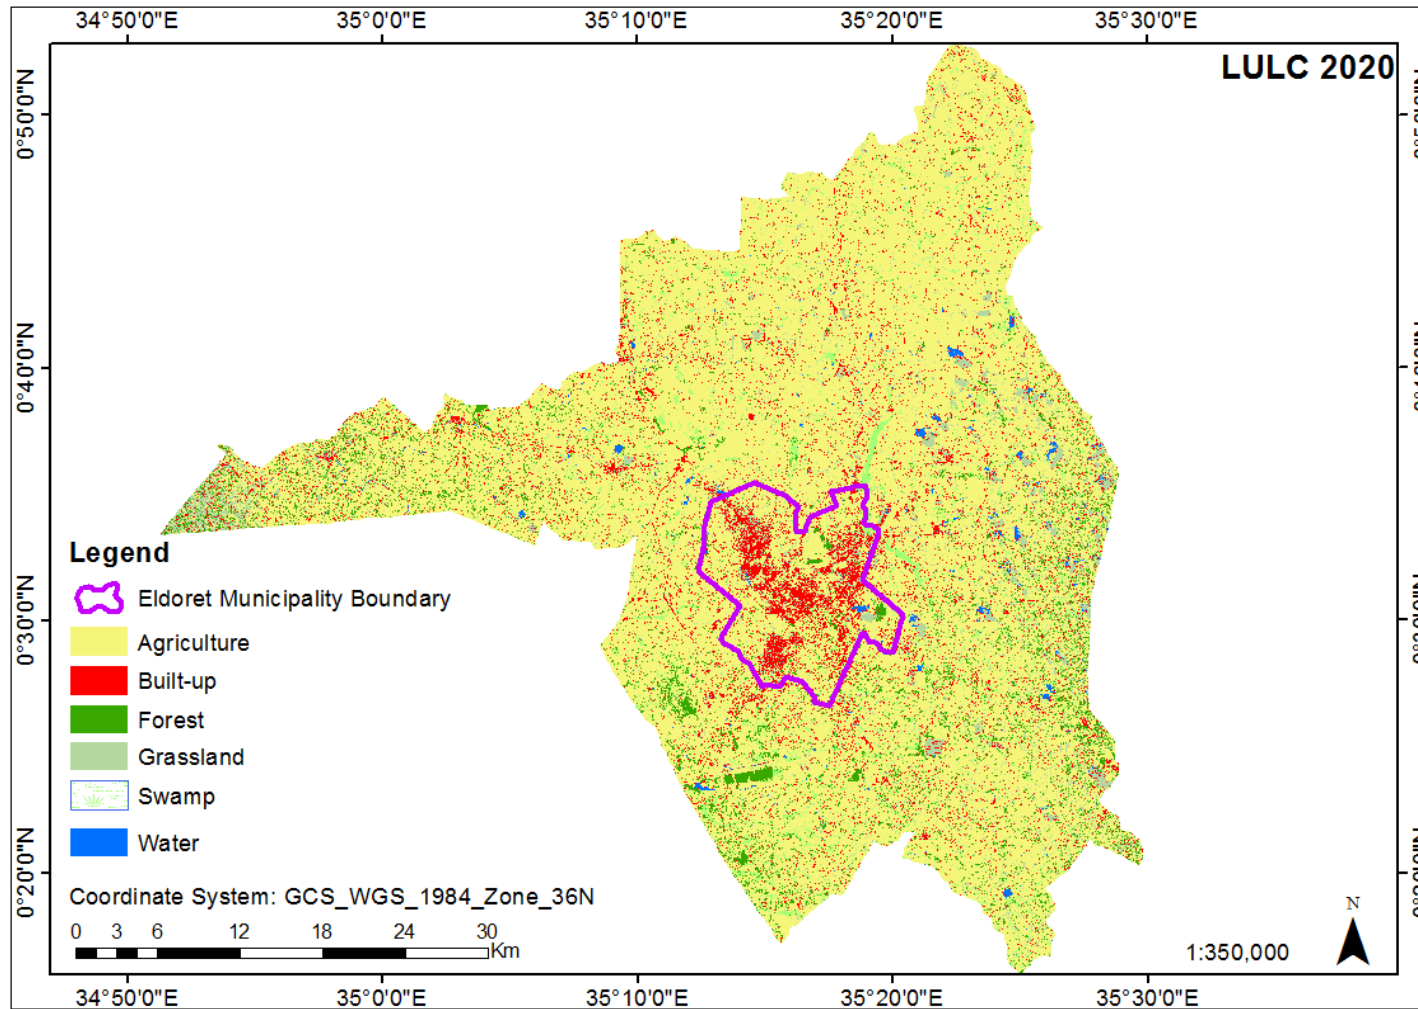 34°50'0"E 35°0'0"E 35°10'0"E 35°20'0"E 35°30'0"E
LULC 2020
0°50'0"N
0°40'0"N
0°30'0"N
0°20'0"N
Legend
Eldoret Municipality Boundary
Agriculture
Built-up
Forest
Grassland
Swamp
Water
Coordinate System: GCS_WGS_1984_Zone_36N
0 3 6 12 18 24 30
Km
1:350,000
N
34°50'0"E 35°0'0"E 35°10'0"E 35°20'0"E 35°30'0"E